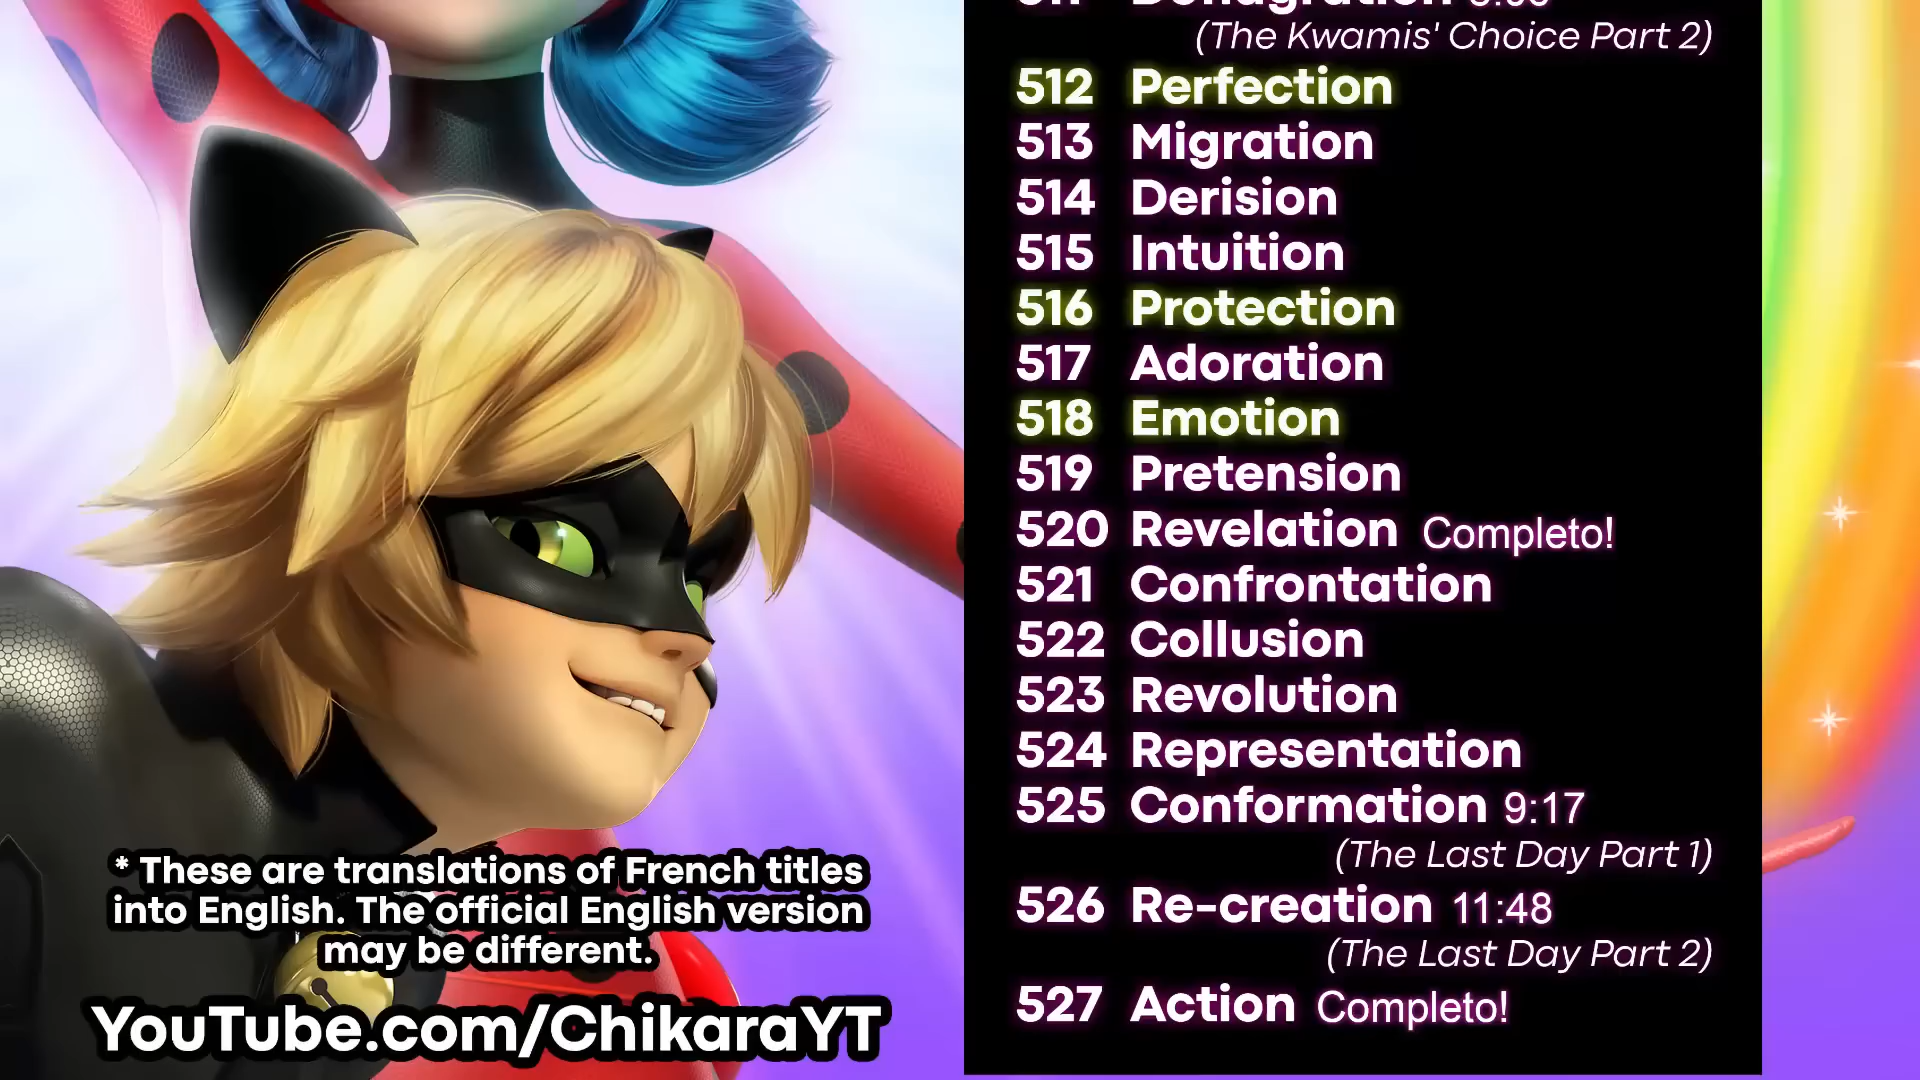 (The Kwamis' Choice Part 2)
512 Perfection
513 Migration
514 Derision
515 Intuition
516 Protection
517 Adoration
518 Emotion
519 Pretension
520 Revelation Completo!
521 Confrontation
522 Collusion
523 Revolution
524 Representation
525 Conformation 9:17
(The Last Day Part 1)
526 Re-creation 11:48
(The Last Day Part 2)
527 Action Completo!
* These are translations of French titles
into English. The official English version
may be different.
YouTube.com/ChikaraYT